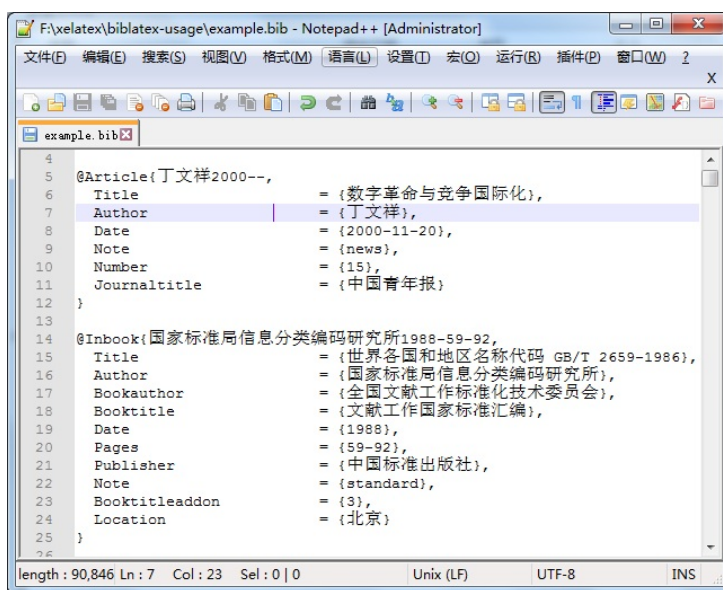 F:\xelatex\biblatex-usage\example.bib - Notepad++ [Administrator]
文件(F) 编辑(E) 搜索(S) 视图(V) 格式(M) 语言(L) 设置(T) 宏(O) 运行(R) 插件(P) 窗口(W) ?
X
example.bib
4
5 @Article{丁文祥2000--,
6 Title = {数字革命与竞争国际化},
7 Author = {丁文祥},
8 Date = {2000-11-20},
9 Note = {news},
10 Number = {15},
11 Journaltitle = {中国青年报}
12 }
13
14 @Inbook{国家标准局信息分类编码研究所1988-59-92,
15 Title = {世界各国和地区名称代码 GB/T 2659-1986},
16 Author = {国家标准局信息分类编码研究所},
17 Bookauthor = {全国文献工作标准化技术委员会},
18 Booktitle = {文献工作国家标准汇编},
19 Date = {1988},
20 Pages = {59-92},
21 Publisher = {中国标准出版社},
22 Note = {standard},
23 Booktitleaddon = {3},
24 Location = {北京}
25 }
26
length : 90,846 Ln : 7 Col : 23 Sel : 0 | 0 Unix (LF) UTF-8 INS